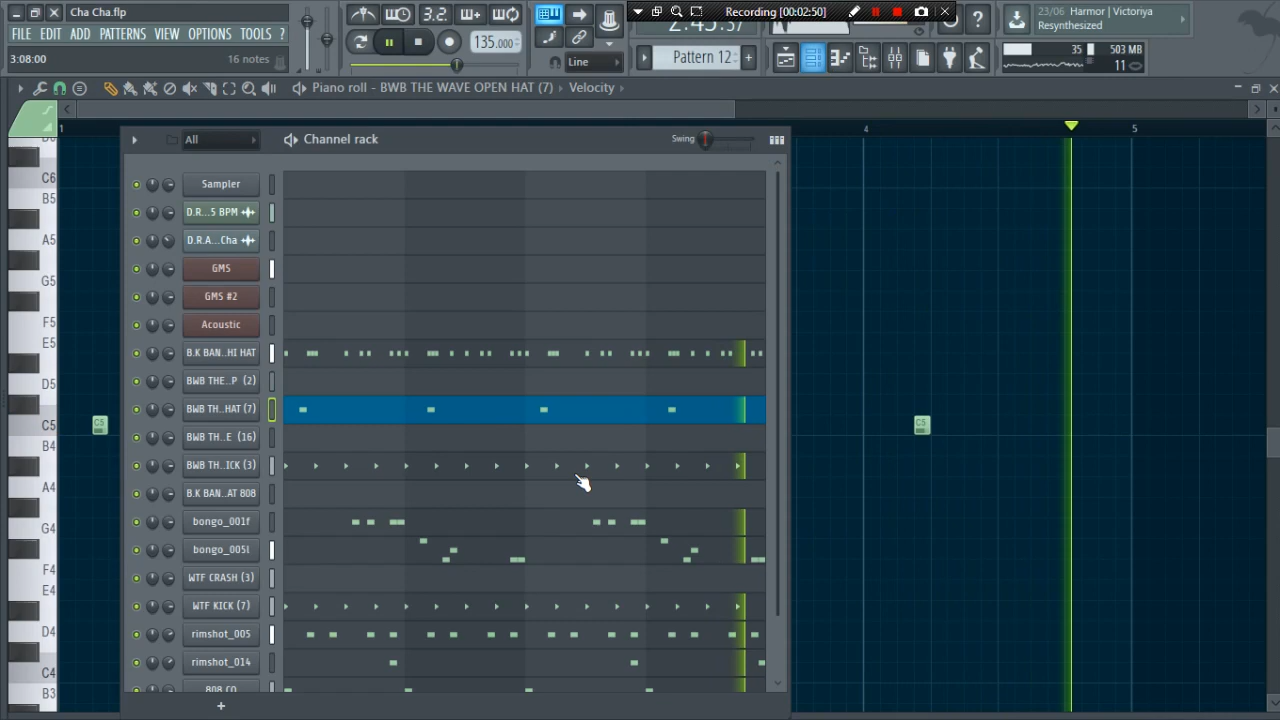 Cha Cha.flp
FILE EDIT ADD PATTERNS VIEW OPTIONS TOOLS ?
3:08:00 16 notes
3.2
135.000
Line
Recording [00:02:50]
Pattern 12
+
?
23/06 Harmor | Victoriya
Resynthesized
35 503 MB
11
Piano roll - BWB THE WAVE OPEN HAT (7) Velocity
1 4 5
All Channel rack Swing
Sampler
D.R...5 BPM
D.R.A...Cha
GMS
GMS #2
Acoustic
B.K BAN..HI HAT
BWB THE..P (2)
BWB TH..HAT (7)
BWB TH...E (16)
BWB TH...ICK (3)
B.K BAN...AT 808
bongo_001f
bongo_005l
WTF CRASH (3)
WTF KICK (7)
rimshot_005
rimshot_014
+
C6
B5
A5
G5
F5
E5
D5
C5
B4
A4
G4
F4
E4
D4
C4
B3
C5
C5